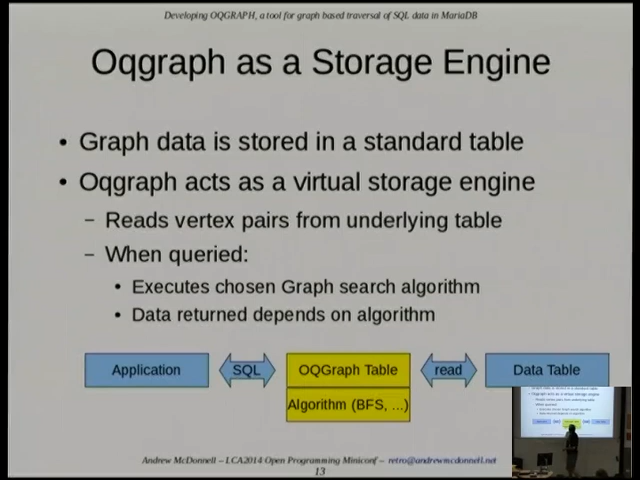 Developing OQGRAPH, a tool for graph based traversal of SQL data in MariaDB
Oqgraph as a Storage Engine
• Graph data is stored in a standard table
• Oqgraph acts as a virtual storage engine
– Reads vertex pairs from underlying table
– When queried:
• Executes chosen Graph search algorithm
• Data returned depends on algorithm
Application SQL OQGraph Table read Data Table
Algorithm (BFS, ...)
Andrew McDonnell – LCA2014 Open Programming Miniconf – retro@andrewmcdonnell.net
13